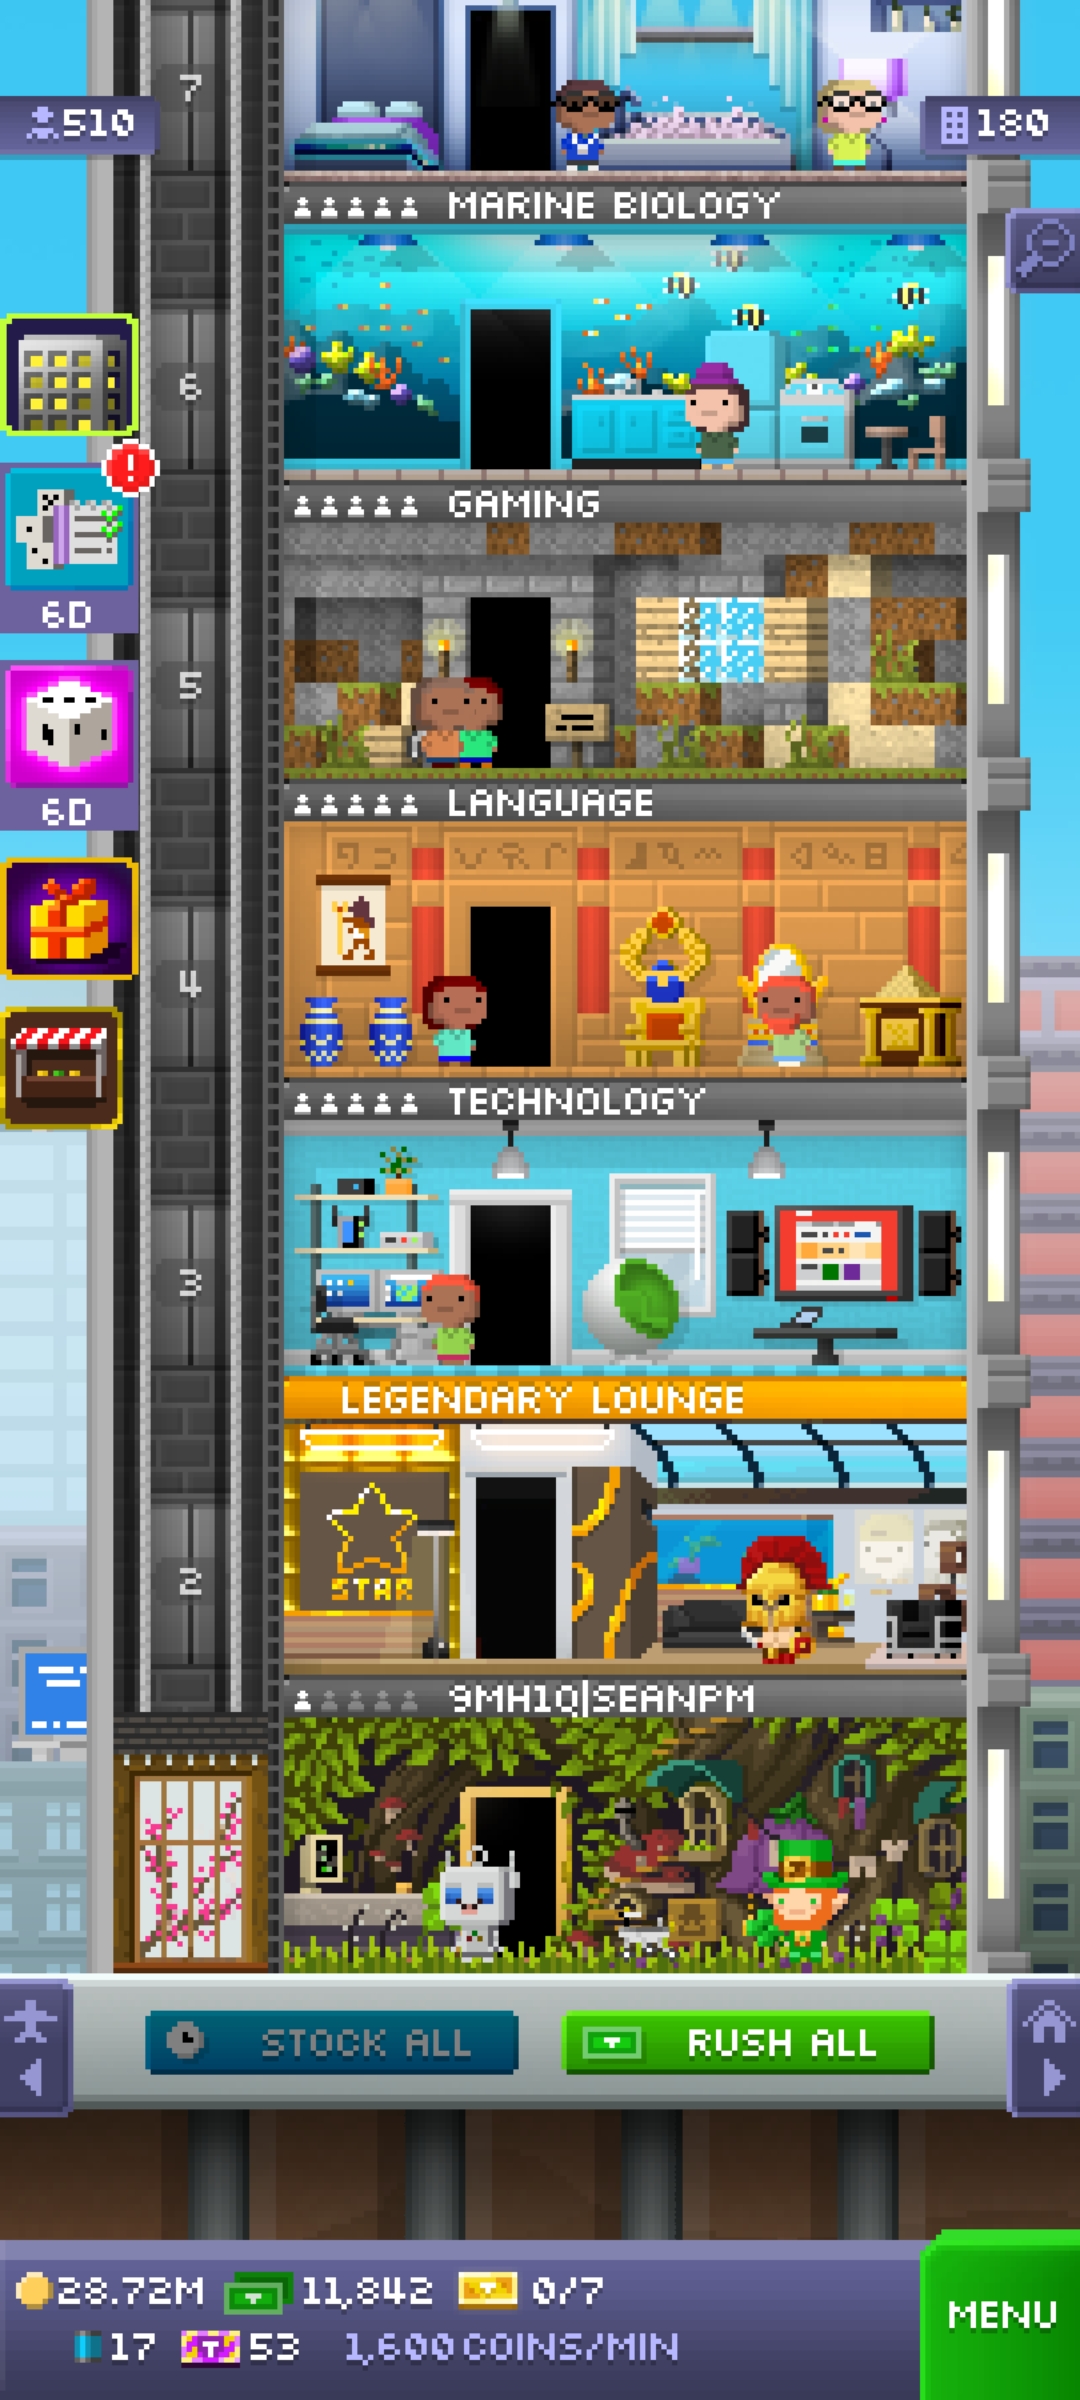 7
510
180
MARINE BIOLOGY
6
GAMING
6D
5
6D
LANGUAGE
4
TECHNOLOGY
3
LEGENDARY LOUNGE
STAR
2
9MH1Q|SEANPM
STOCK ALL
RUSH ALL
28.72M 11,842 0/7
17 53 1,600 COINS/MIN
MENU